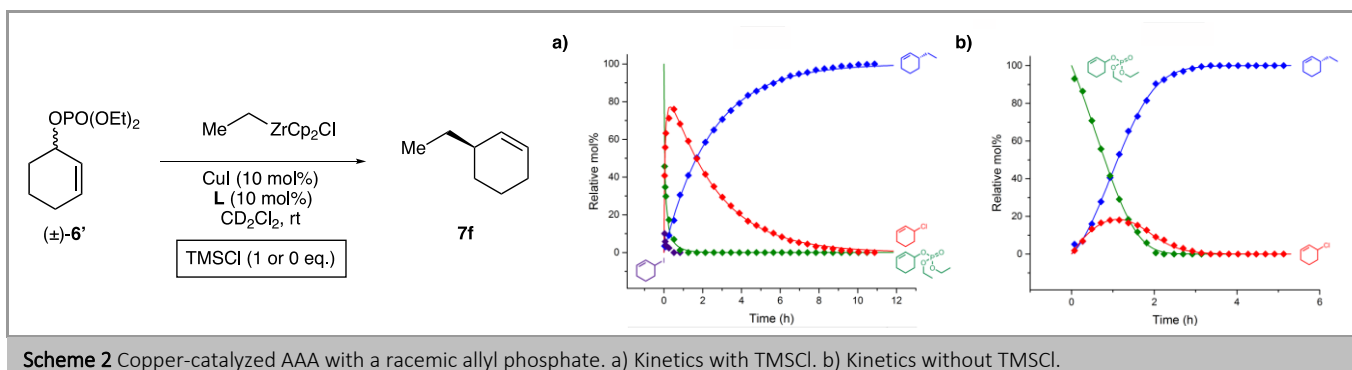 OPO(OEt)₂
(±)-6'
Me
ZrCp₂Cl
CuI (10 mol%)
L (10 mol%)
CD₂Cl₂, rt
TMSCl (1 or 0 eq.)
Me
7f
a)
Relative mol%
100
80
60
40
20
0
0 2 4 6 8 10 12
Time (h)
I
Cl
O P O
O O
b)
Relative mol%
100
80
60
40
20
0
0 2 4 6
Time (h)
O P O
O O
Cl
Scheme 2 Copper-catalyzed AAA with a racemic allyl phosphate. a) Kinetics with TMSCl. b) Kinetics without TMSCl.